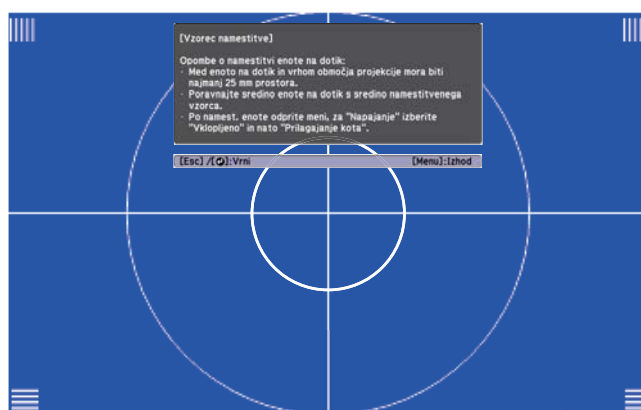 [Vzorec namestitve]
Opombe o namestitvi enote na dotik:
· Med enoto na dotik in vrhom območja projekcije mora biti
najmanj 25 mm prostora.
· Poravnajte sredino enote na dotik s sredino namestitvenega
vzorca.
· Po namest. enote odprite meni, za "Napajanje" izberite
"Vklopljeno" in nato "Prilagajanje kota".
[Esc] /[⮐]:Vrni [Menu]:Izhod